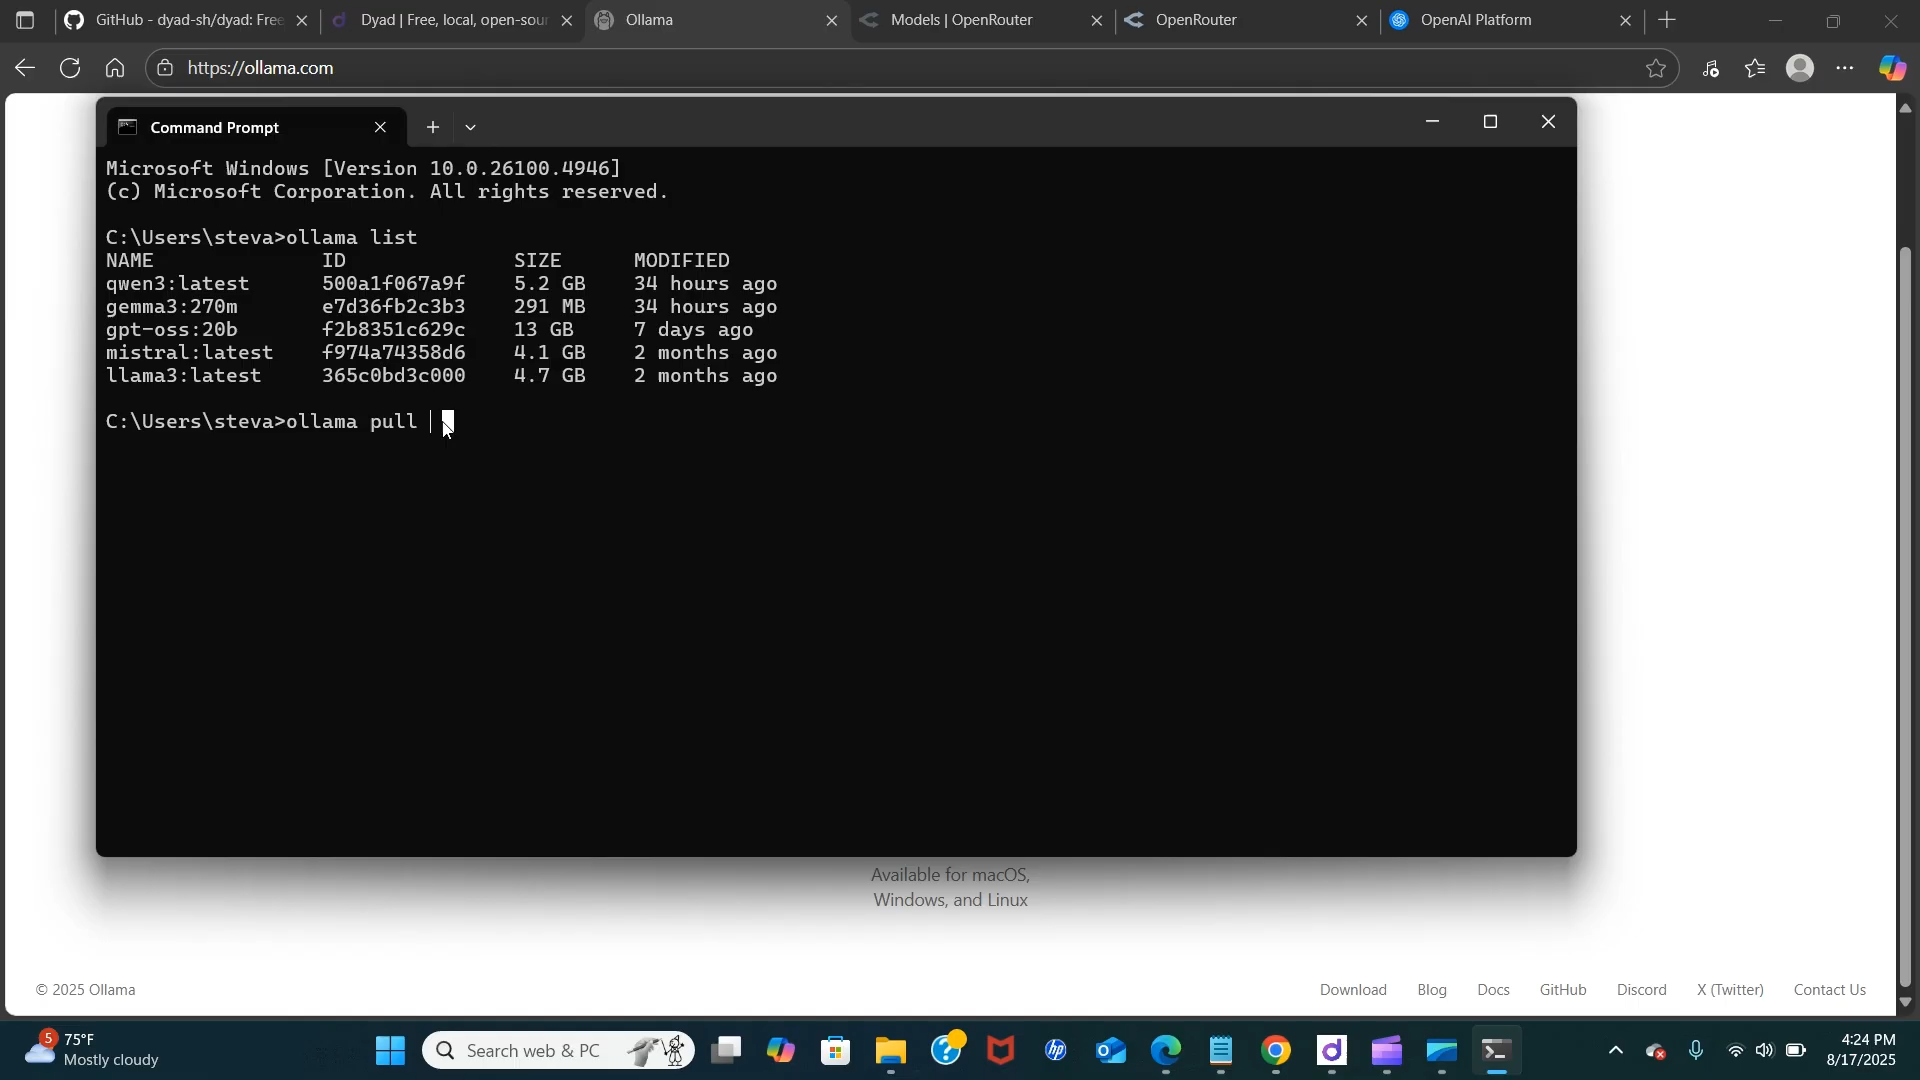 GitHub - dyad-sh/dyad: Free
Dyad | Free, local, open-sour
Ollama
Models | OpenRouter
OpenRouter
OpenAI Platform
https://ollama.com
Command Prompt
Microsoft Windows [Version 10.0.26100.4946]
(c) Microsoft Corporation. All rights reserved.
C:\Users\steva>ollama list
NAME ID SIZE MODIFIED
qwen3:latest 500a1f067a9f 5.2 GB 34 hours ago
gemma3:270m e7d36fb2c3b3 291 MB 34 hours ago
gpt-oss:20b f2b8351c629c 13 GB 7 days ago
mistral:latest f974a74358d6 4.1 GB 2 months ago
llama3:latest 365c0bd3c000 4.7 GB 2 months ago
C:\Users\steva>ollama pull
Available for macOS,
Windows, and Linux
© 2025 Ollama
Download Blog Docs GitHub Discord X (Twitter) Contact Us
5
75°F
Mostly cloudy
Search web & PC
hp
4:24 PM
8/17/2025